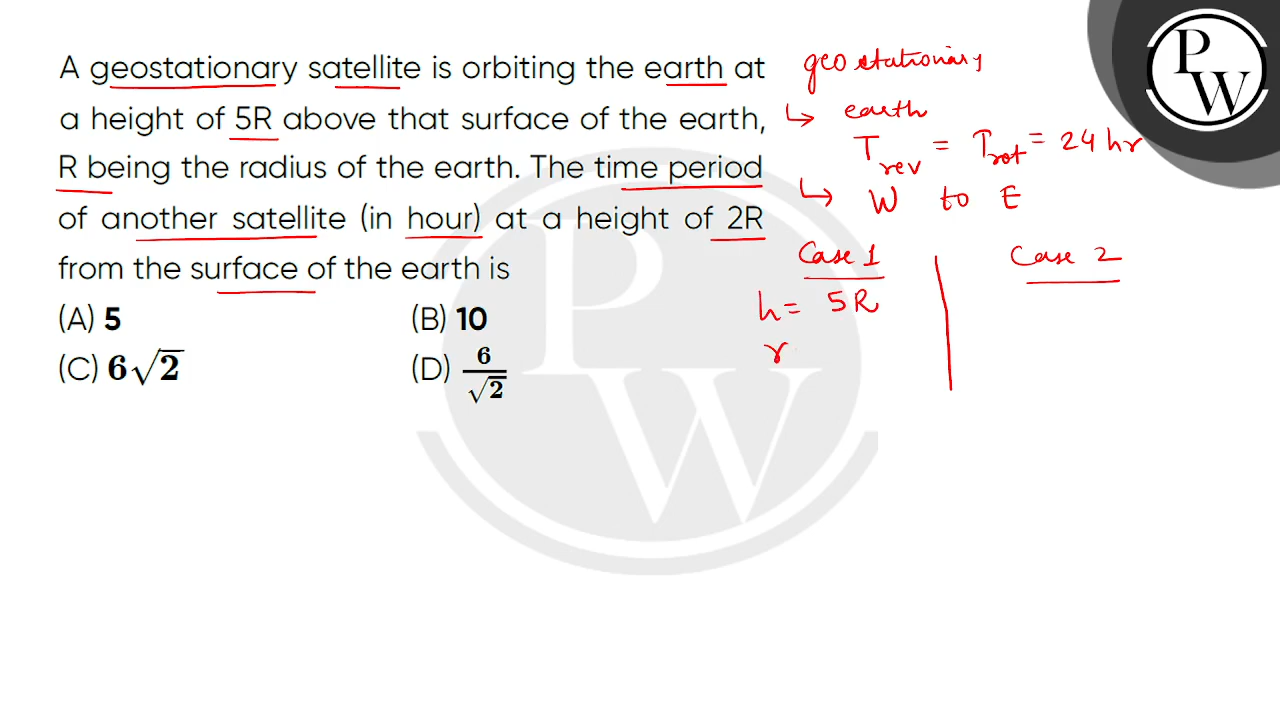 A geostationary satellite is orbiting the earth at
a height of 5R above that surface of the earth,
R being the radius of the earth. The time period
of another satellite (in hour) at a height of 2R
from the surface of the earth is
(A) 5
(B) 10
(C) 6√2
(D) 6/√2
geostationary
↳ earth
T_rev = T_rot = 24 hr
↳ W to E
Case 1
Case 2
h = 5R
r
P
W
P
W